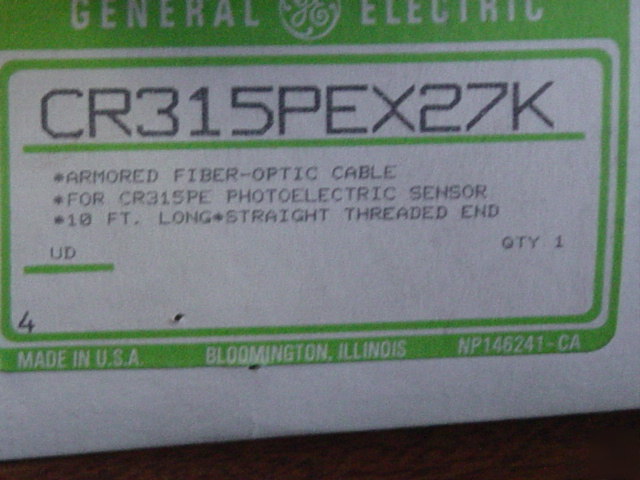 GENERAL GE ELECTRIC
CR315PEX27K
*ARMORED FIBER-OPTIC CABLE
*FOR CR315PE PHOTOELECTRIC SENSOR
*10 FT. LONG*STRAIGHT THREADED END
UD QTY 1
4
MADE IN U.S.A. BLOOMINGTON, ILLINOIS NP146241-CA